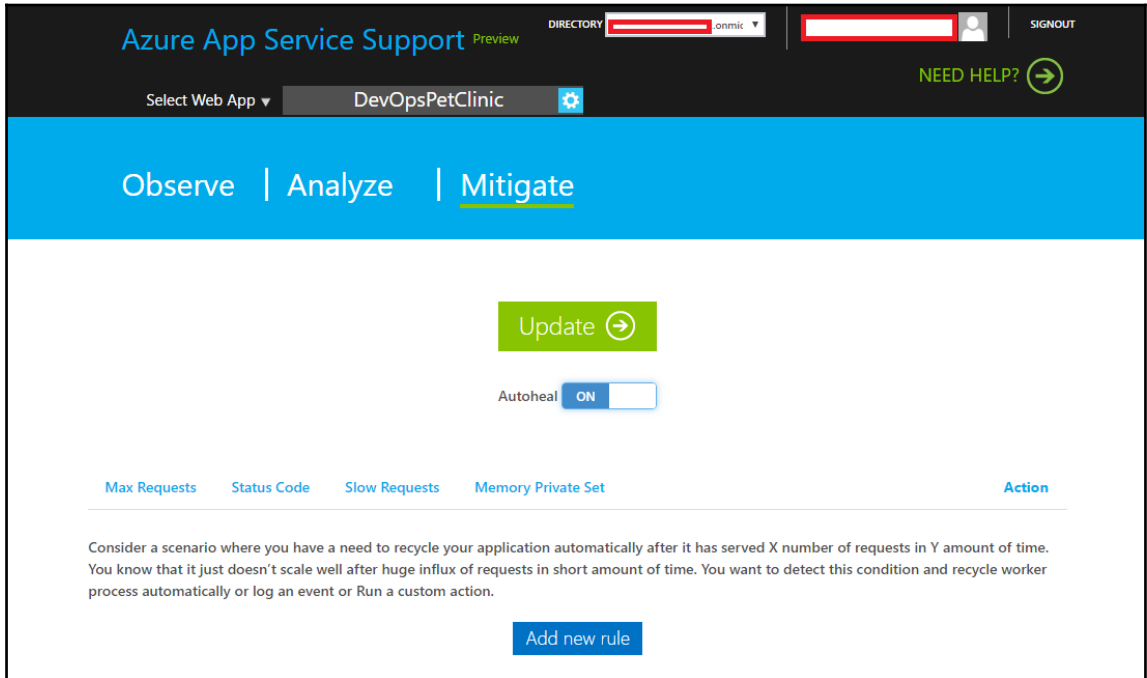 Azure App Service Support Preview
DIRECTORY .onmic
SIGNOUT
NEED HELP?
Select Web App DevOpsPetClinic
Observe | Analyze | Mitigate
Update
Autoheal ON
Max Requests Status Code Slow Requests Memory Private Set Action
Consider a scenario where you have a need to recycle your application automatically after it has served X number of requests in Y amount of time.
You know that it just doesn't scale well after huge influx of requests in short amount of time. You want to detect this condition and recycle worker
process automatically or log an event or Run a custom action.
Add new rule